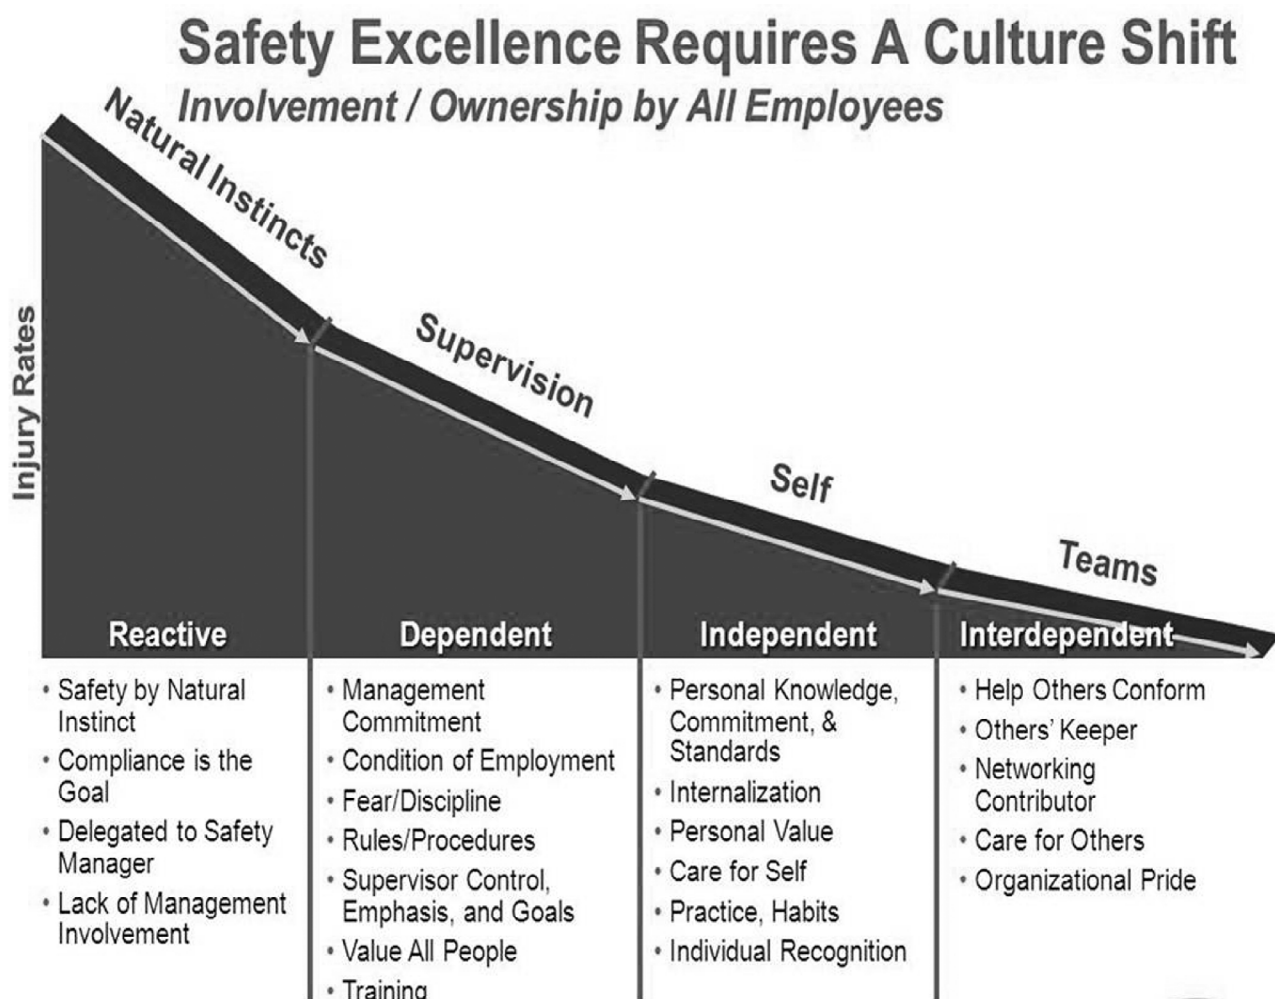 Safety Excellence Requires A Culture Shift
Involvement / Ownership by All Employees
Natural Instincts
Supervision
Self
Teams
Injury Rates
Reactive
Dependent
Independent
Interdependent
• Safety by Natural
Instinct
• Compliance is the
Goal
• Delegated to Safety
Manager
• Lack of Management
Involvement
• Management
Commitment
• Condition of Employment
• Fear/Discipline
• Rules/Procedures
• Supervisor Control,
Emphasis, and Goals
• Value All People
• Training
• Personal Knowledge,
Commitment, &
Standards
• Internalization
• Personal Value
• Care for Self
• Practice, Habits
• Individual Recognition
• Help Others Conform
• Others' Keeper
• Networking
Contributor
• Care for Others
• Organizational Pride